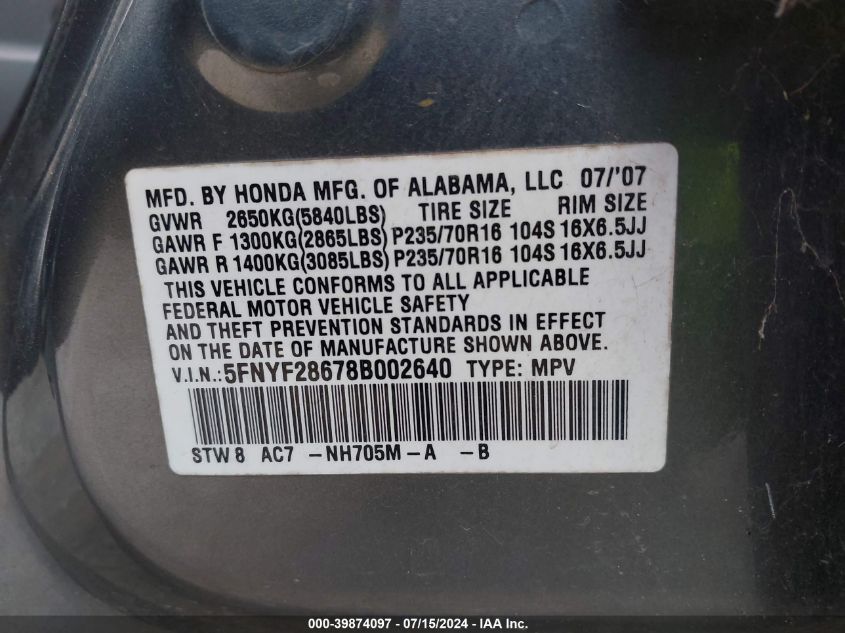 MFD. BY HONDA MFG. OF ALABAMA, LLC 07/'07
GVWR 2650KG(5840LBS) TIRE SIZE RIM SIZE
GAWR F 1300KG(2865LBS) P235/70R16 104S 16X6.5JJ
GAWR R 1400KG(3085LBS) P235/70R16 104S 16X6.5JJ
THIS VEHICLE CONFORMS TO ALL APPLICABLE
FEDERAL MOTOR VEHICLE SAFETY
AND THEFT PREVENTION STANDARDS IN EFFECT
ON THE DATE OF MANUFACTURE SHOWN ABOVE.
V.I.N.: 5FNYF28678B002640 TYPE: MPV
STW8 AC7 -NH705M-A -B
000-39874097 - 07/15/2024 - IAA Inc.